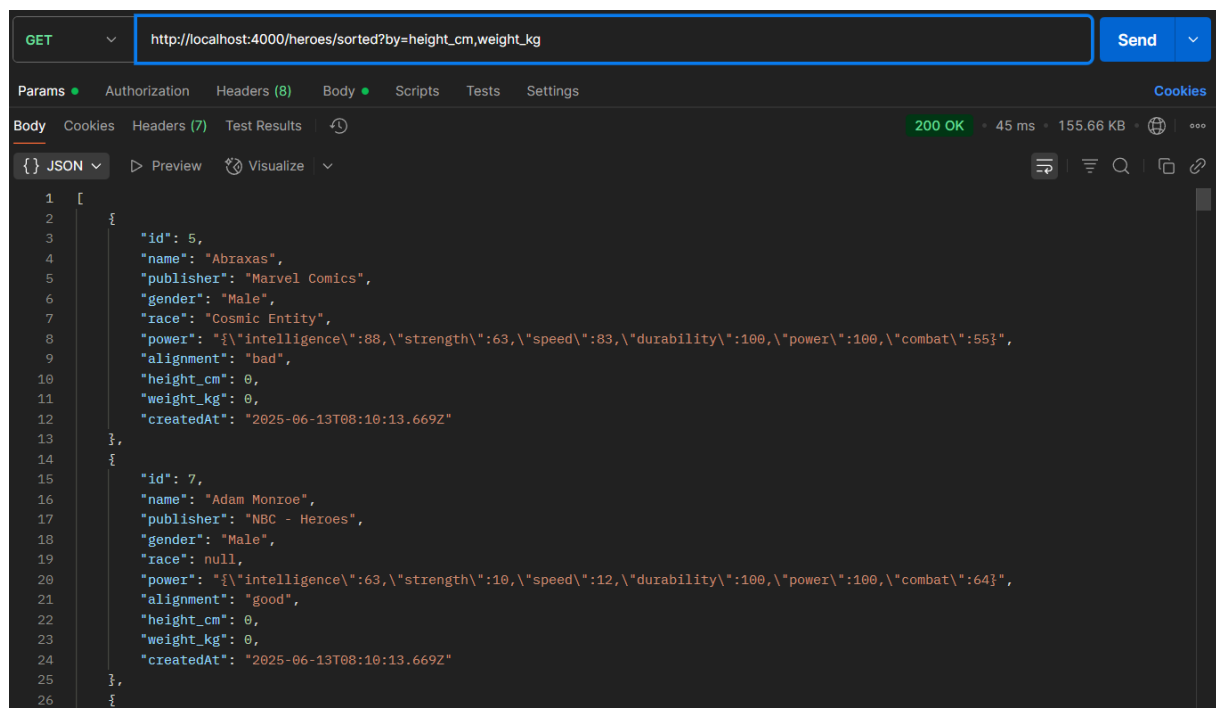 GET http://localhost:4000/heroes/sorted?by=height_cm,weight_kg Send
Params Authorization Headers (8) Body Scripts Tests Settings Cookies
Body Cookies Headers (7) Test Results 200 OK 45 ms 155.66 KB
{} JSON Preview Visualize
1 [
2 {
3 "id": 5,
4 "name": "Abraxas",
5 "publisher": "Marvel Comics",
6 "gender": "Male",
7 "race": "Cosmic Entity",
8 "power": "{\"intelligence\":88,\"strength\":63,\"speed\":83,\"durability\":100,\"power\":100,\"combat\":55}",
9 "alignment": "bad",
10 "height_cm": 0,
11 "weight_kg": 0,
12 "createdAt": "2025-06-13T08:10:13.669Z"
13 },
14 {
15 "id": 7,
16 "name": "Adam Monroe",
17 "publisher": "NBC - Heroes",
18 "gender": "Male",
19 "race": null,
20 "power": "{\"intelligence\":63,\"strength\":10,\"speed\":12,\"durability\":100,\"power\":100,\"combat\":64}",
21 "alignment": "good",
22 "height_cm": 0,
23 "weight_kg": 0,
24 "createdAt": "2025-06-13T08:10:13.669Z"
25 },
26 {